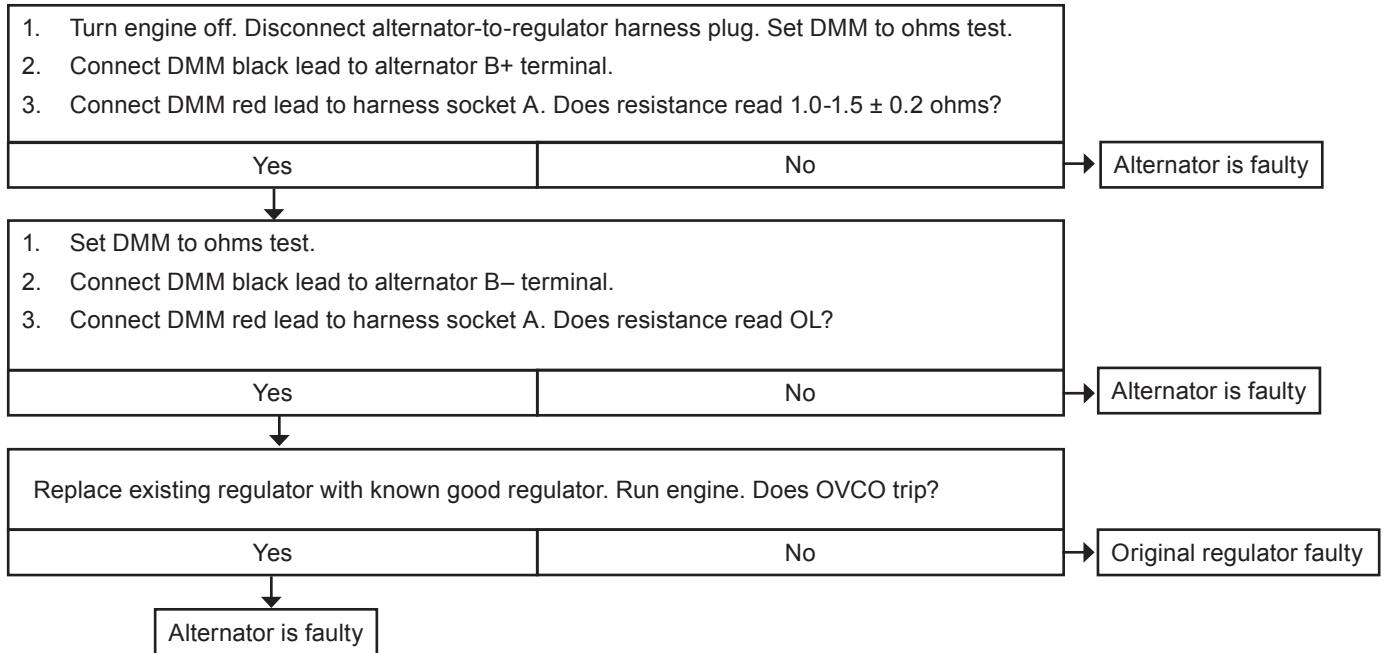 1. Turn engine off. Disconnect alternator-to-regulator harness plug. Set DMM to ohms test.
2. Connect DMM black lead to alternator B+ terminal.
3. Connect DMM red lead to harness socket A. Does resistance read 1.0-1.5 ± 0.2 ohms?
Yes
No
Alternator is faulty
1. Set DMM to ohms test.
2. Connect DMM black lead to alternator B– terminal.
3. Connect DMM red lead to harness socket A. Does resistance read OL?
Yes
No
Alternator is faulty
Replace existing regulator with known good regulator. Run engine. Does OVCO trip?
Yes
No
Original regulator faulty
Alternator is faulty